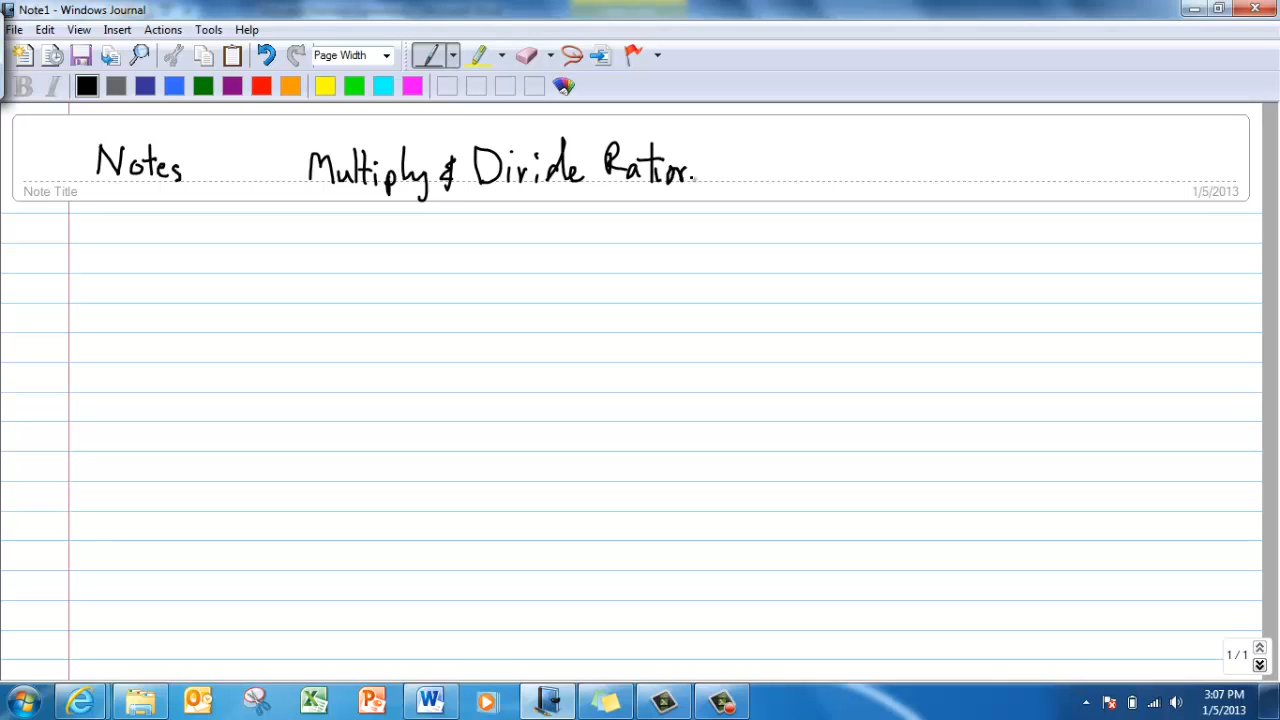 Note1 - Windows Journal
File Edit View Insert Actions Tools Help
Page Width
B I
Notes Multiply & Divide Ration
Note Title
1/5/2013
1 / 1
3:07 PM
1/5/2013